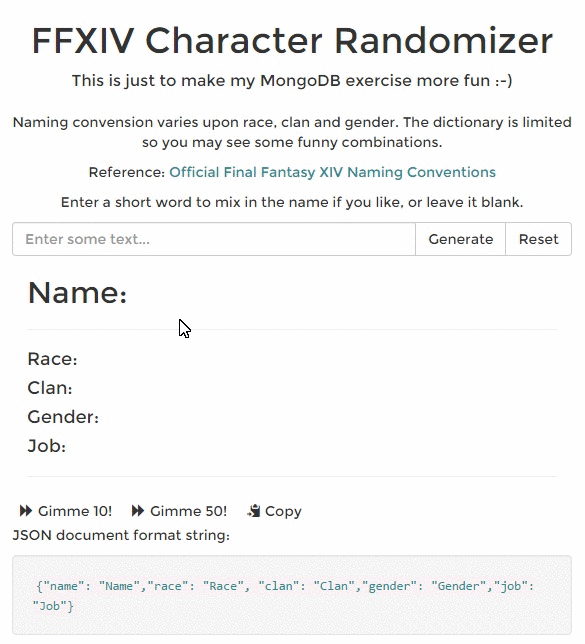 FFXIV Character Randomizer
This is just to make my MongoDB exercise more fun :-)
Naming convension varies upon race, clan and gender. The dictionary is limited
so you may see some funny combinations.
Reference: Official Final Fantasy XIV Naming Conventions
Enter a short word to mix in the name if you like, or leave it blank.
Enter some text... Generate Reset
Name:
Race:
Clan:
Gender:
Job:
Gimme 10! Gimme 50! Copy
JSON document format string:
{"name": "Name","race": "Race", "clan": "Clan","gender": "Gender","job":
"Job"}